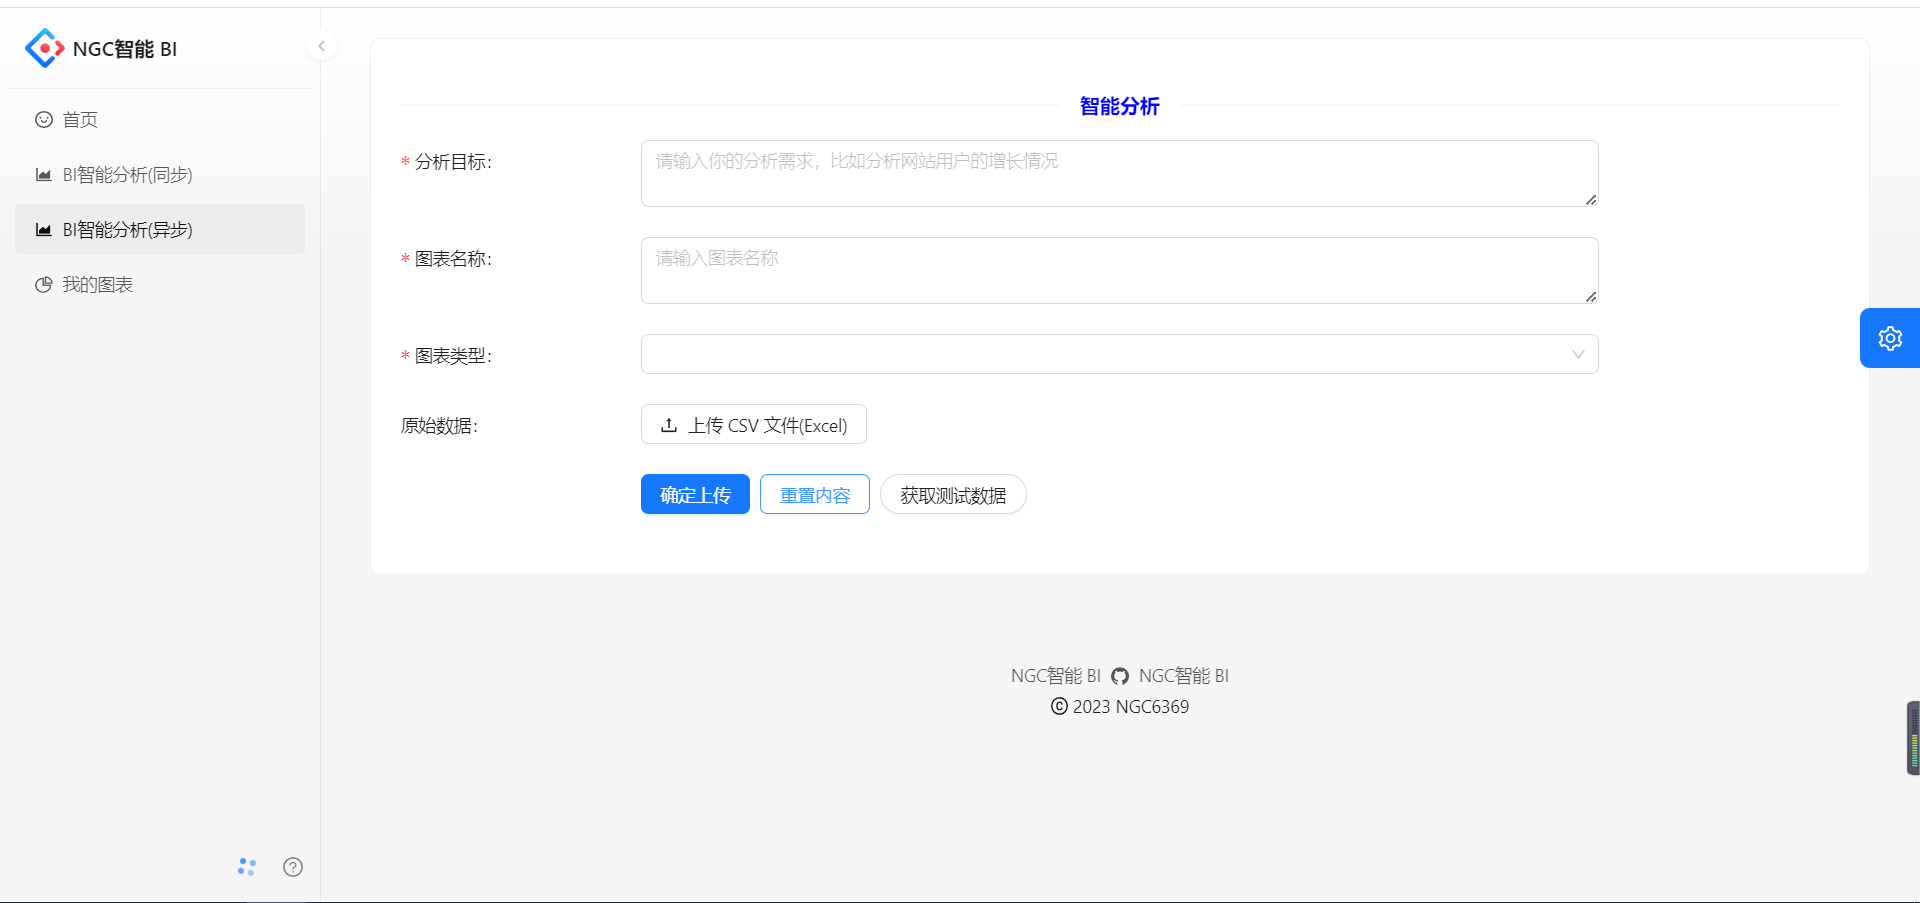 NGC智能 BI
首页
BI智能分析(同步)
BI智能分析(异步)
我的图表
智能分析
* 分析目标:
请输入你的分析需求，比如分析网站用户的增长情况
* 图表名称:
请输入图表名称
* 图表类型:
原始数据:
上传 CSV 文件(Excel)
确定上传 重置内容 获取测试数据
NGC智能 BI NGC智能 BI
© 2023 NGC6369